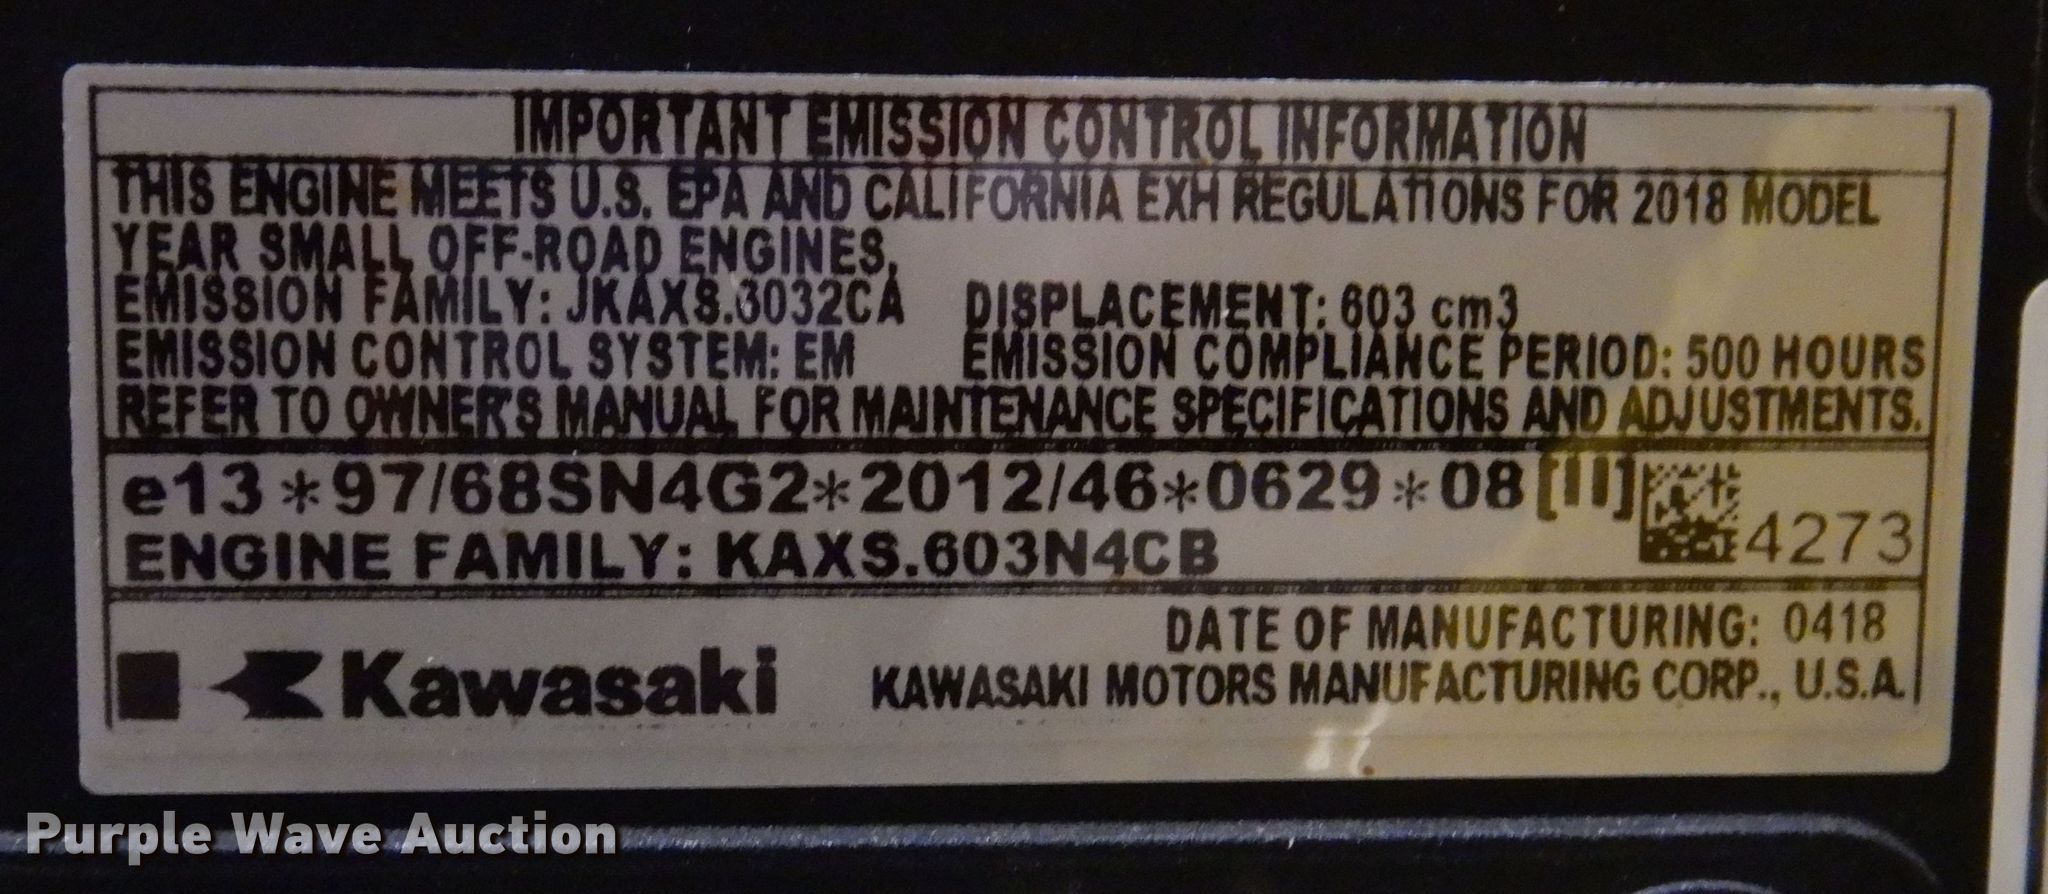 IMPORTANT EMISSION CONTROL INFORMATION
THIS ENGINE MEETS U.S. EPA AND CALIFORNIA EXH REGULATIONS FOR 2018 MODEL
YEAR SMALL OFF-ROAD ENGINES.
EMISSION FAMILY: JKAXS.6032CA DISPLACEMENT: 603 cm3
EMISSION CONTROL SYSTEM: EM EMISSION COMPLIANCE PERIOD: 500 HOURS
REFER TO OWNER'S MANUAL FOR MAINTENANCE SPECIFICATIONS AND ADJUSTMENTS.
e13*97/68SN4G2*2012/46*0629*08 [II]
4273
ENGINE FAMILY: KAXS.603N4CB
DATE OF MANUFACTURING: 0418
Kawasaki KAWASAKI MOTORS MANUFACTURING CORP., U.S.A.
Purple Wave Auction